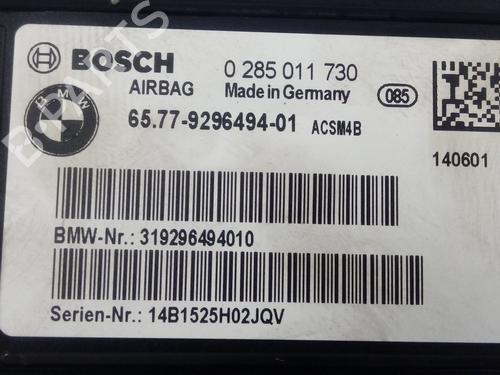 BOSCH 0 285 011 730
AIRBAG Made in Germany 085
BMW 65.77-9296494-01 ACSM4B
140601
BMW-Nr.: 319296494010
Serien-Nr.: 14B1525H02JQV
B-PARTS